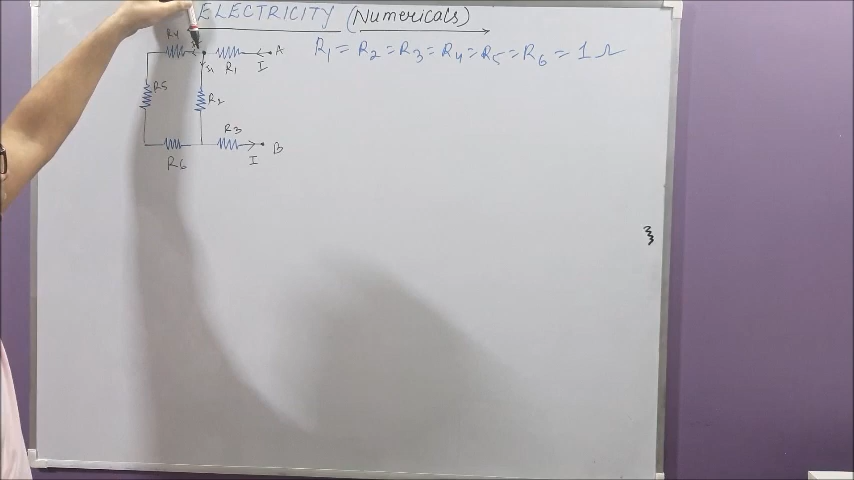 ELECTRICITY (Numericals)
R1 = R2 = R3 = R4 = R5 = R6 = 1 Ω
R4
R1
I
A
R5
R2
R3
I
B
R6